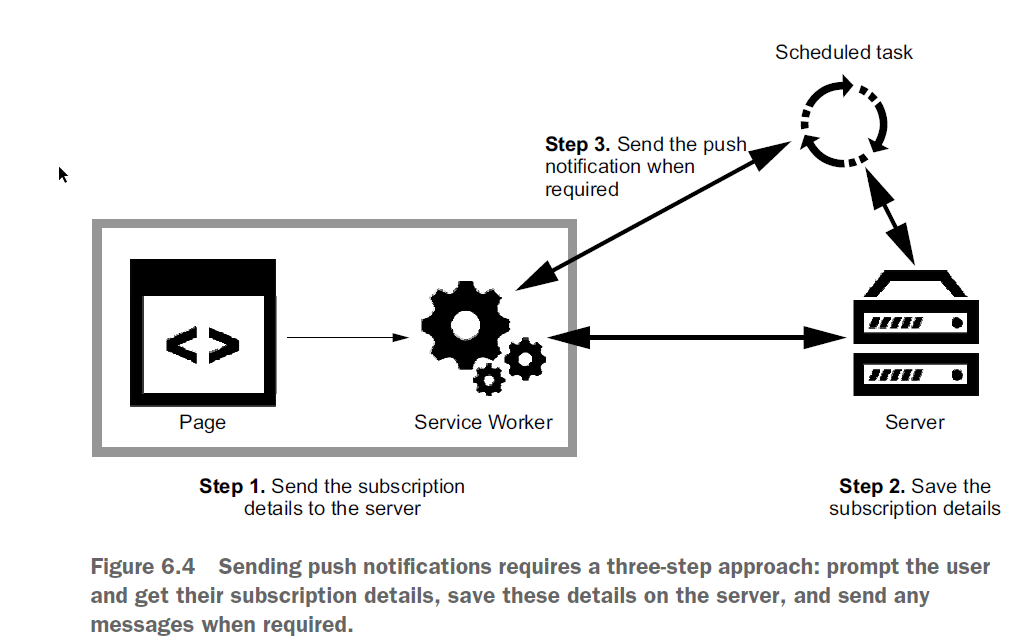 Scheduled task
Step 3. Send the push
notification when
required
Page
Service Worker
Server
Step 1. Send the subscription
details to the server
Step 2. Save the
subscription details
Figure 6.4 Sending push notifications requires a three-step approach: prompt the user
and get their subscription details, save these details on the server, and send any
messages when required.